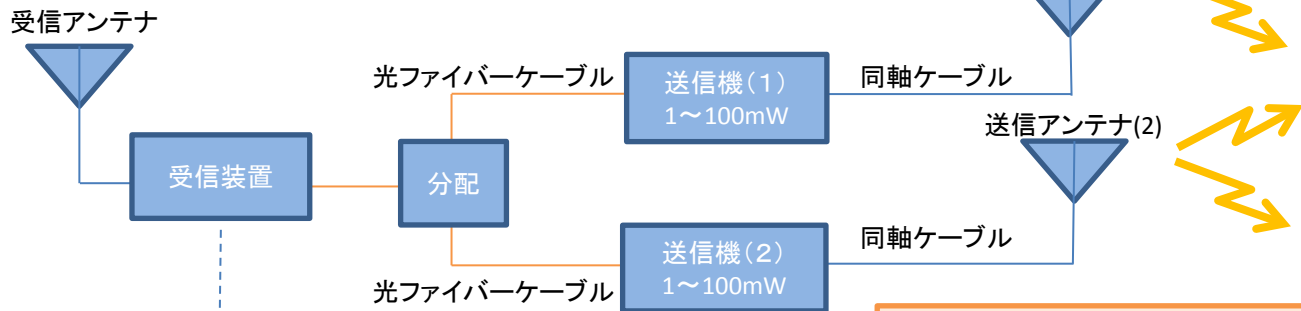 受信アンテナ
光ファイバーケーブル
送信機(１)
1～100mW
同軸ケーブル
送信アンテナ(2)
受信装置
分配
送信機(２)
1～100mW
同軸ケーブル
光ファイバーケーブル